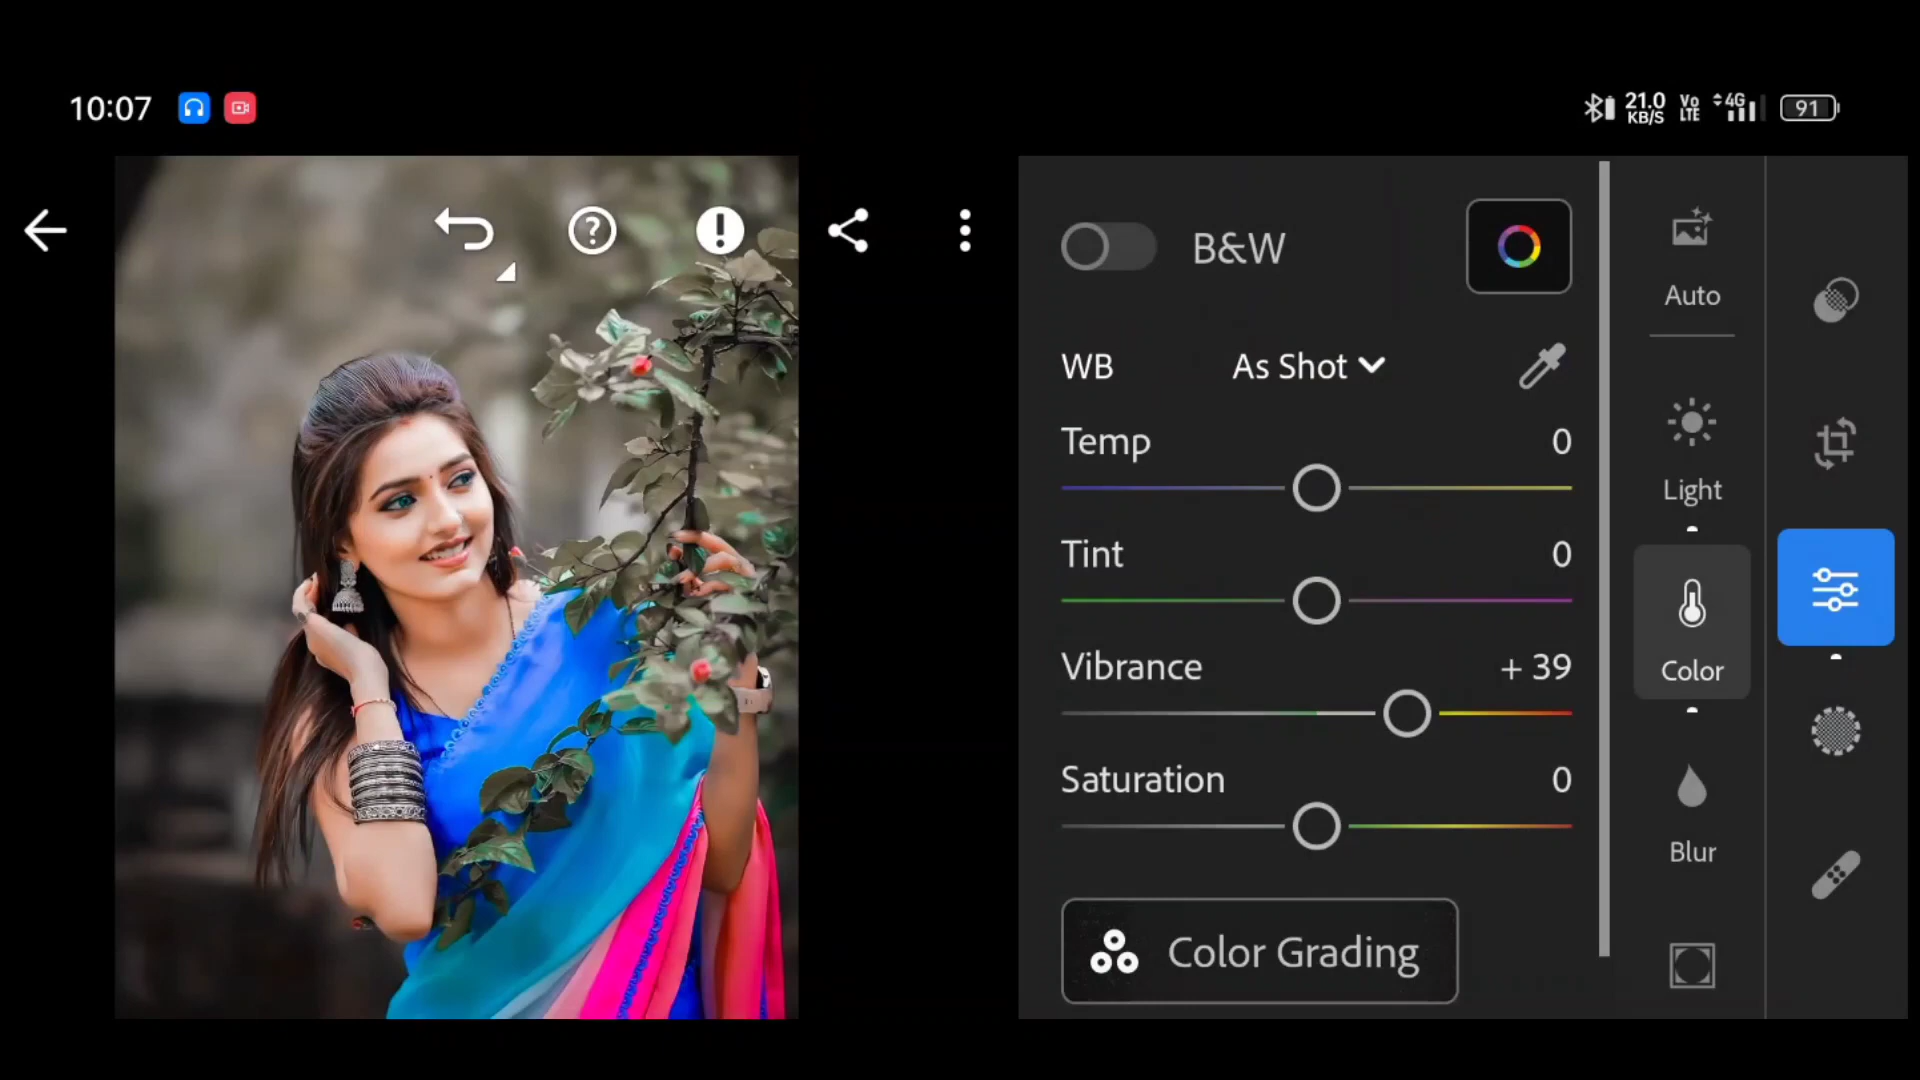 10:07
21.0
KB/S
Vo
LTE
4G
91
B&W
WB As Shot
Temp 0
Tint 0
Vibrance + 39
Saturation 0
Color Grading
Auto
Light
Color
Blur